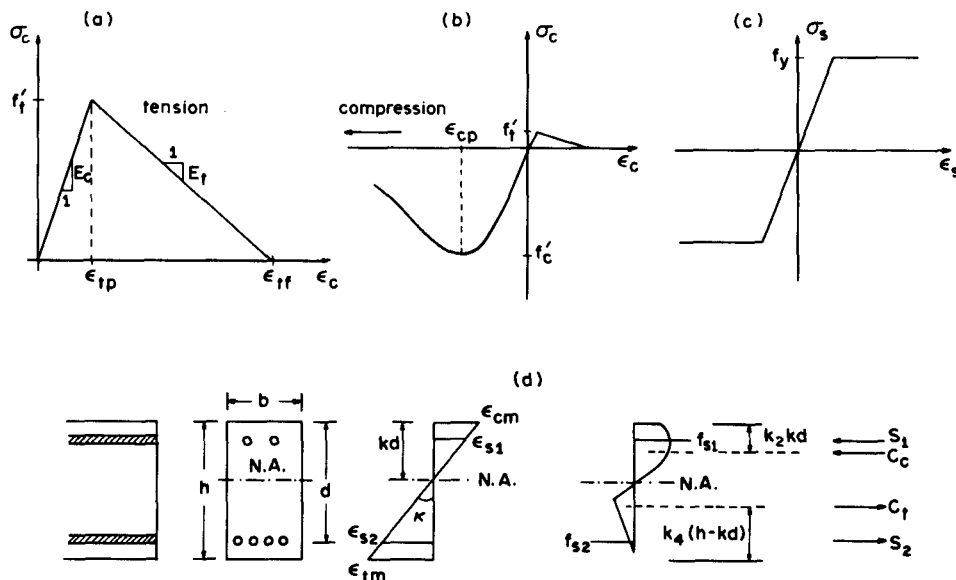 (a)
σc
f't
tension
1
Ec
1
Et
εtp
εtf
εc
(b)
σc
compression
εcp
f't
εc
f'c
(c)
σs
fy
εs
(d)
b
h
N.A.
d
kd
εcm
εs1
N.A.
κ
εs2
εtm
fs1
k2kd
N.A.
k4(h-kd)
fs2
S1
Cc
Ct
S2